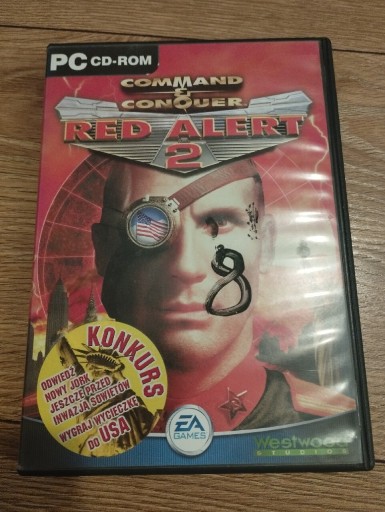 PC CD-ROM
COMMAND
&
CONQUER
RED ALERT
2
8
KONKURS
ODWIEDŹ
NOWY JORK
JESZCZE PRZED
INWAZJĄ SOWIETÓW
WYGRAJ WYCIECZKĘ
DO USA
EA
GAMES
Westwood
STUDIOS